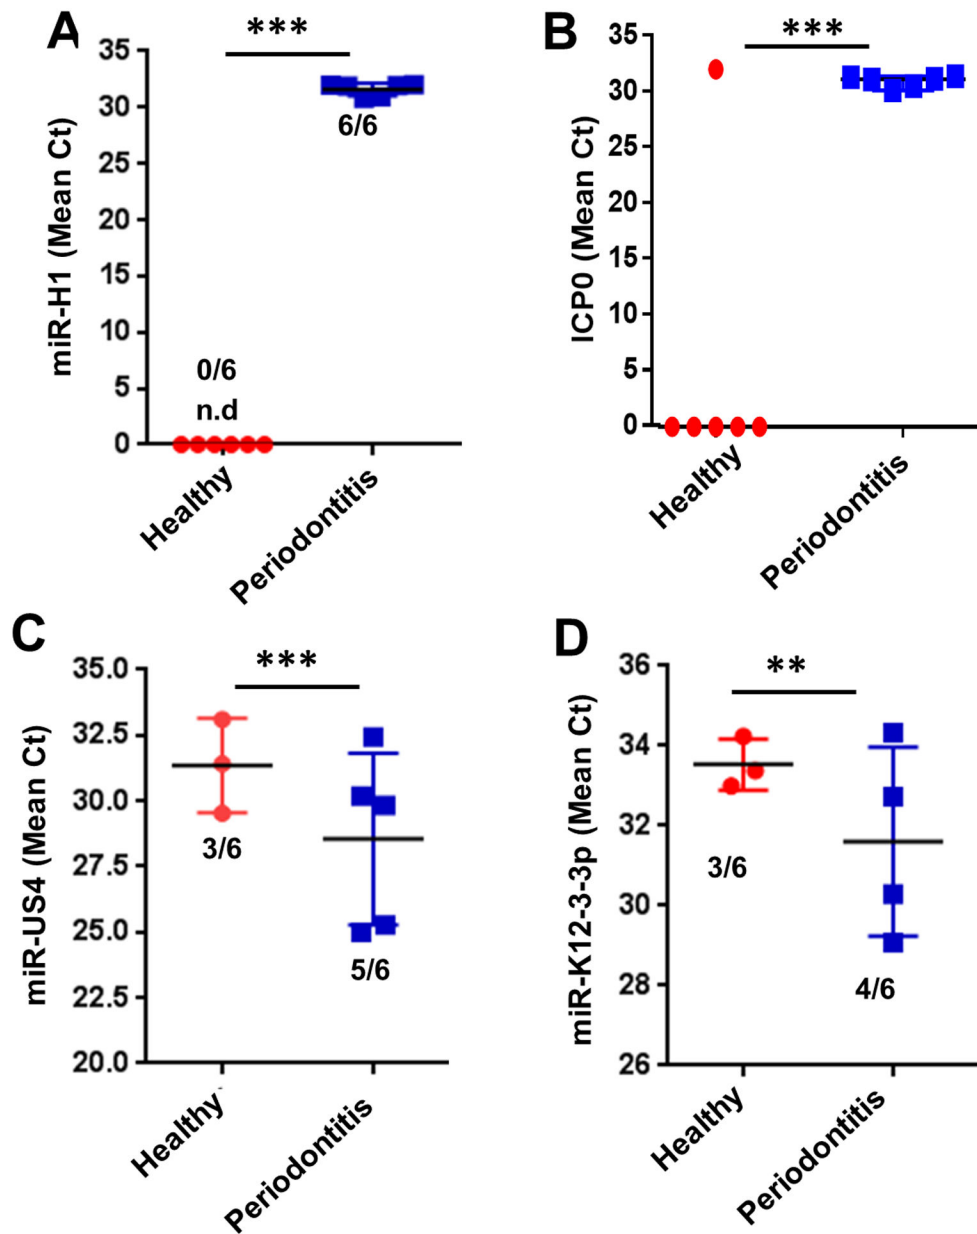 A
***
miR-H1 (Mean Ct)
35
30
25
20
15
10
5
0
6/6
0/6
n.d
Healthy
Periodontitis
B
***
ICP0 (Mean Ct)
35
30
25
20
15
10
5
0
Healthy
Periodontitis
C
***
miR-US4 (Mean Ct)
35.0
32.5
30.0
27.5
25.0
22.5
20.0
3/6
5/6
Healthy
Periodontitis
D
**
miR-K12-3-3p (Mean Ct)
36
34
32
30
28
26
3/6
4/6
Healthy
Periodontitis